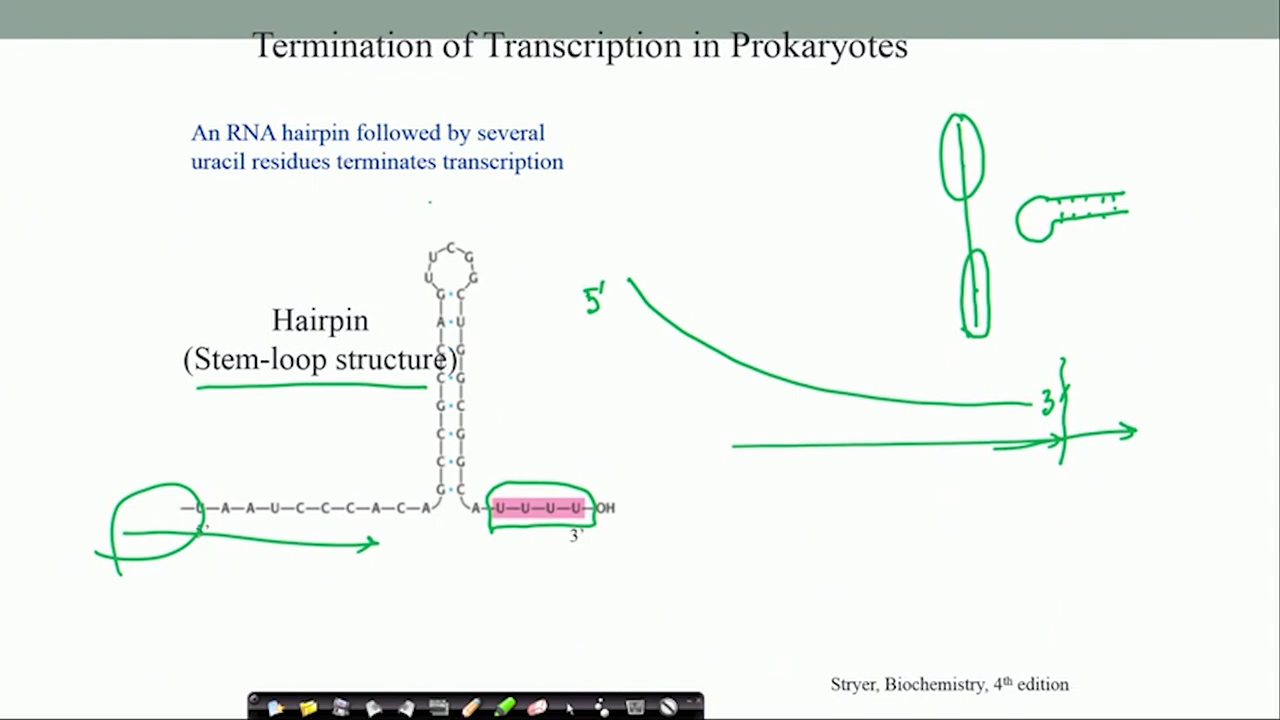 Termination of Transcription in Prokaryotes
An RNA hairpin followed by several
uracil residues terminates transcription
Hairpin
(Stem-loop structure)
U C G
U G
U G
G · C
A · U
C G
C · G
G · C
C · G
C · G
G · C
–U–A–A–U–C–C–C–A–C–A
A–U–U–U–U–OH
5'
3'
5'
3'
Stryer, Biochemistry, 4th edition